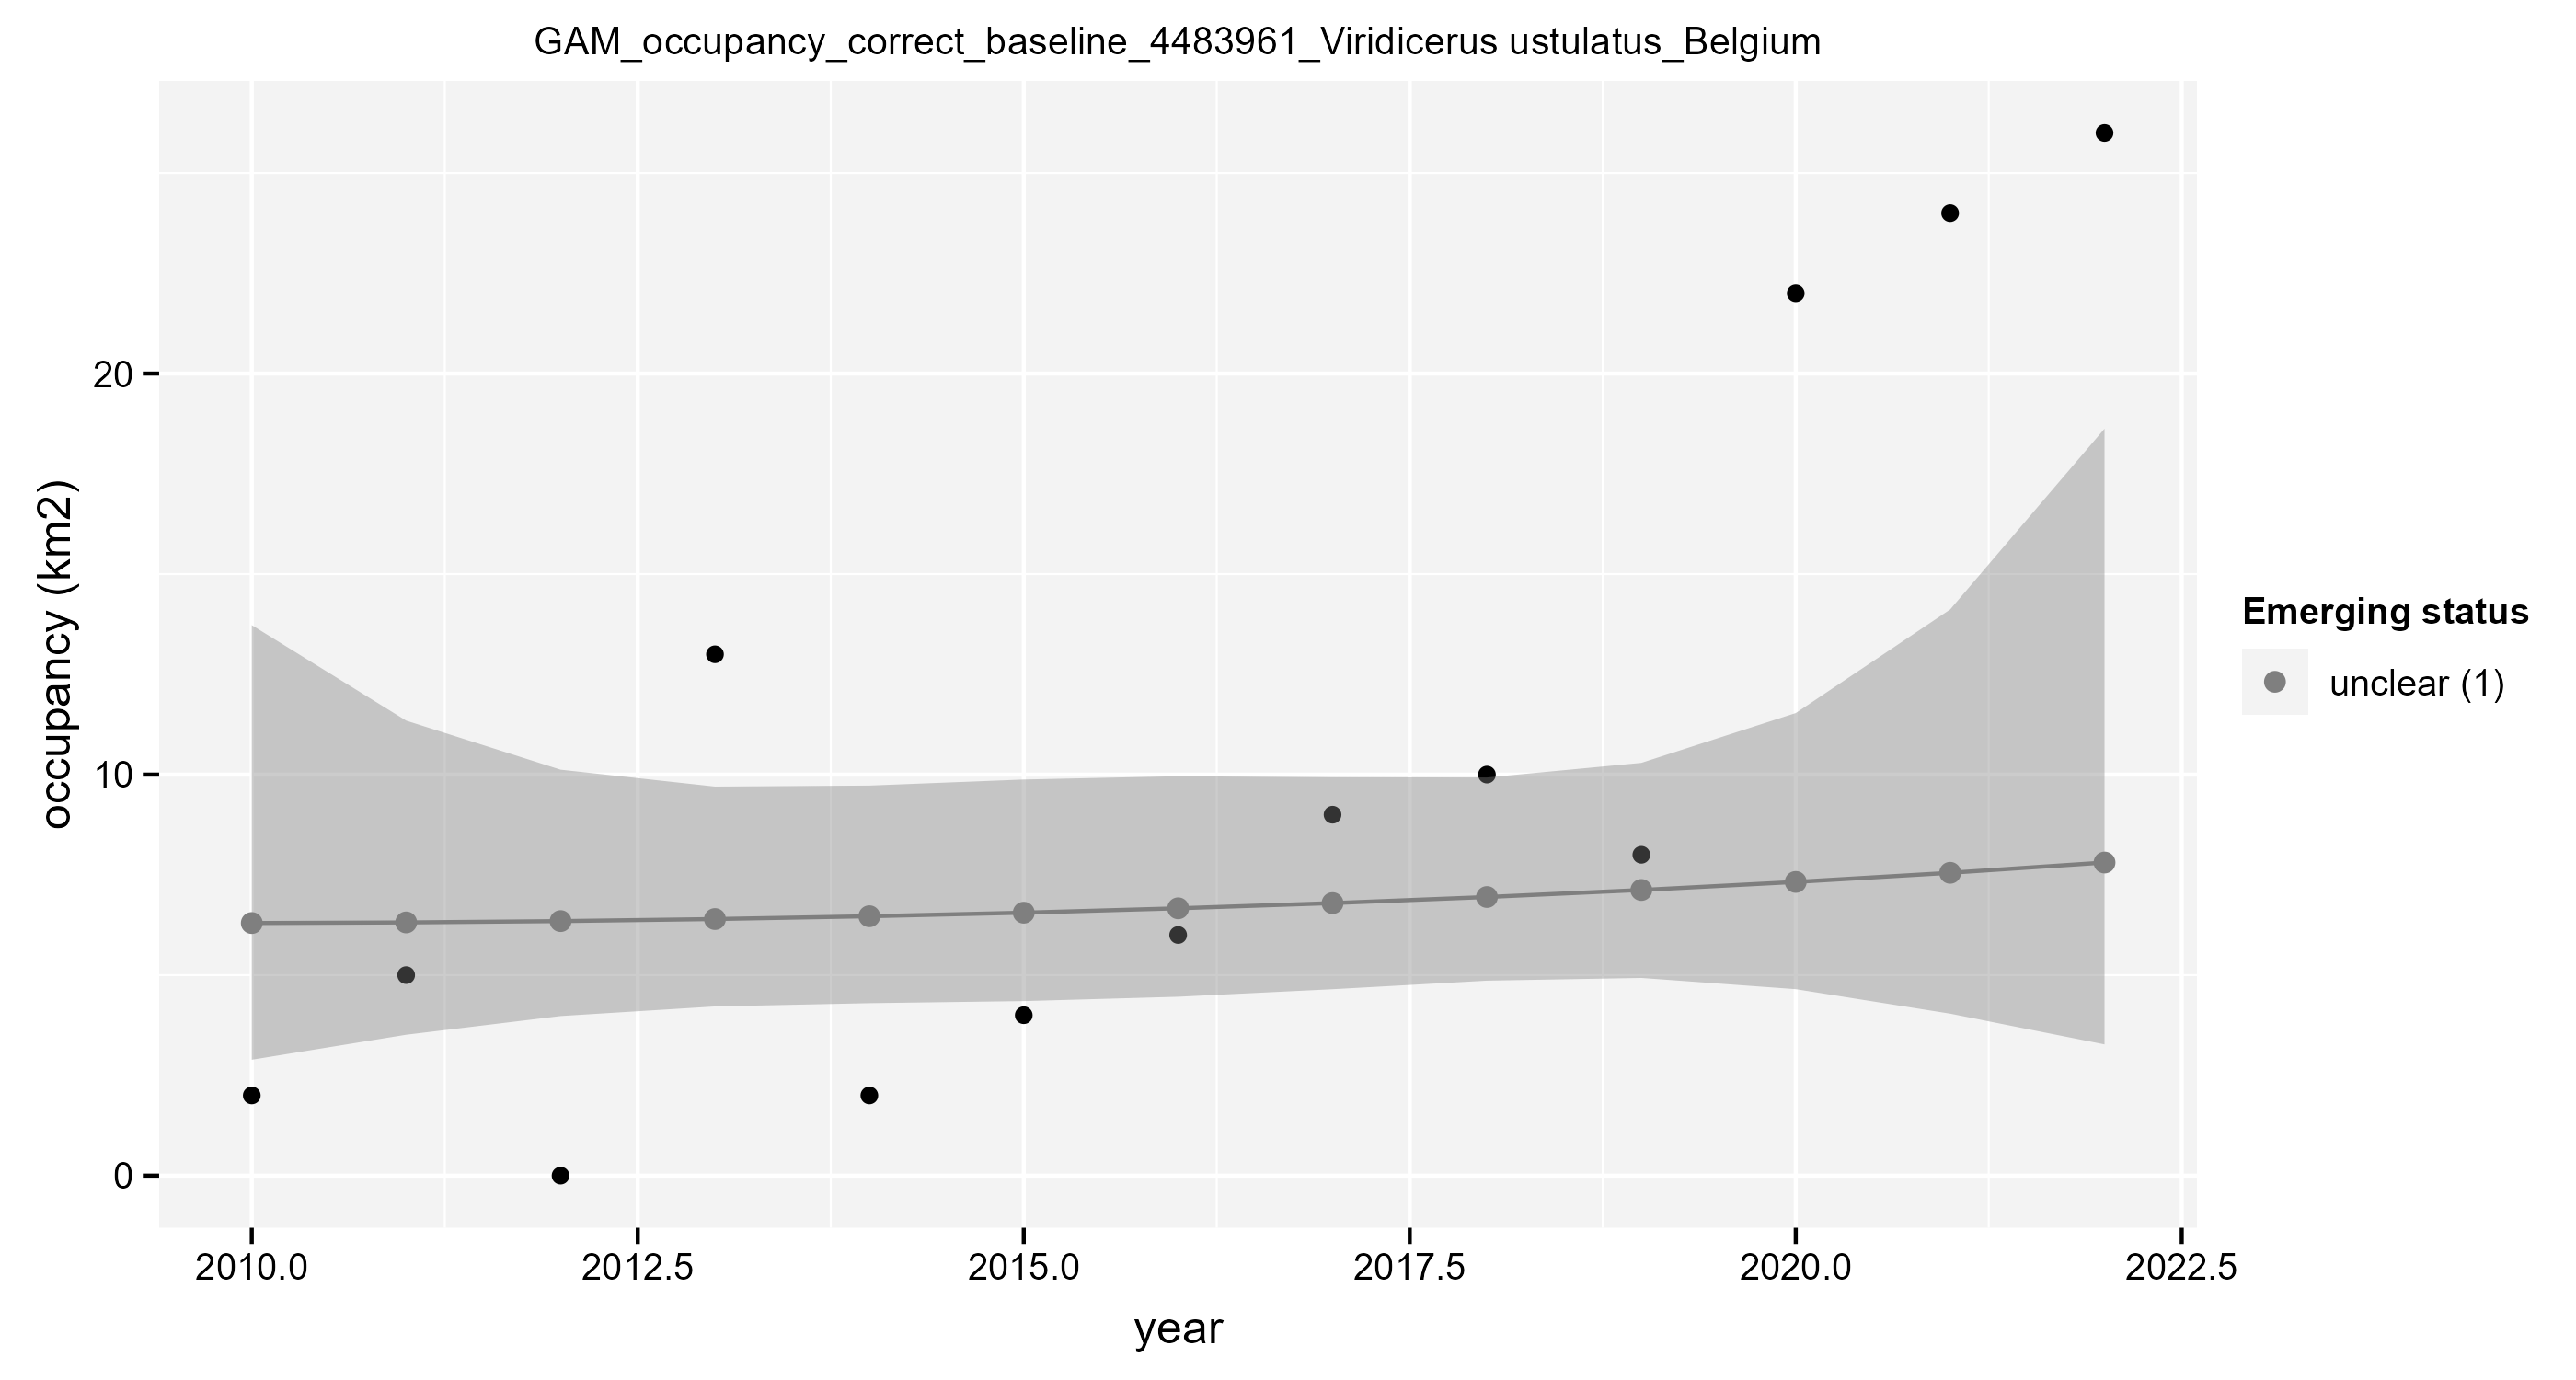 GAM_occupancy_correct_baseline_4483961_Viridicerus ustulatus_Belgium
occupancy (km2)
20
10
0
2010.0
2012.5
2015.0
2017.5
2020.0
2022.5
year
Emerging status
unclear (1)